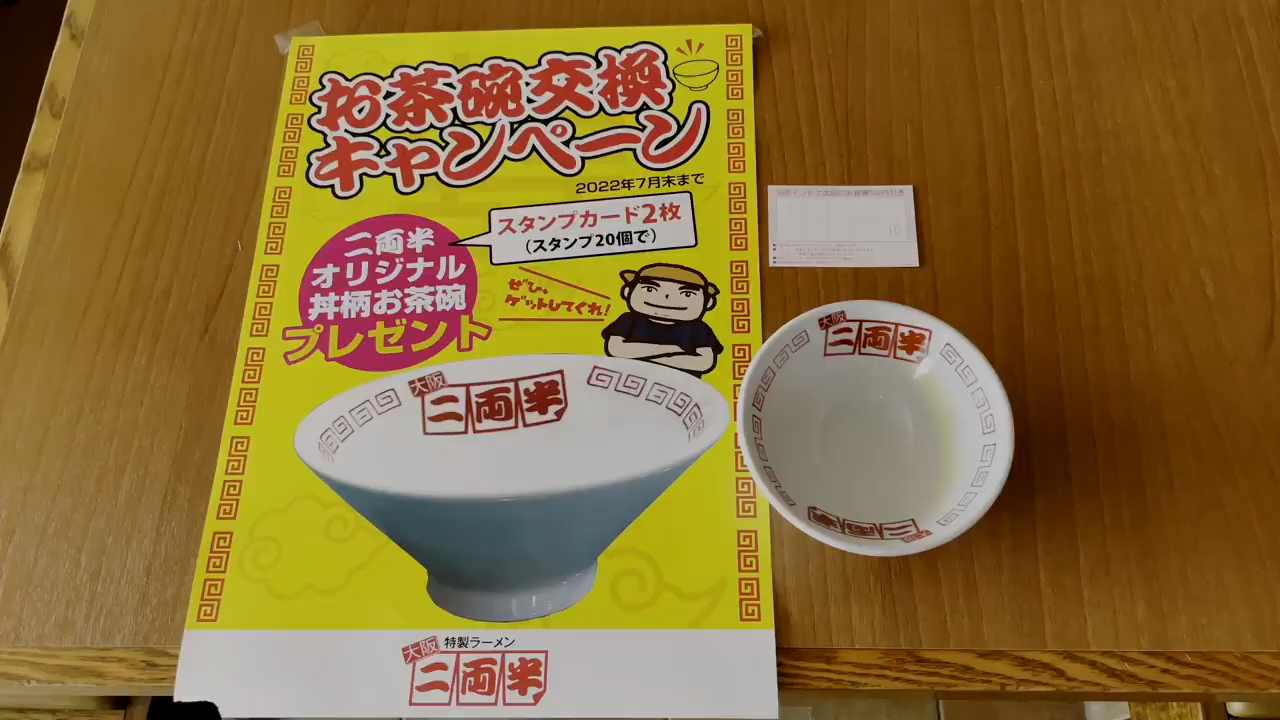 お茶碗交換
キャンペーン
2022年7月末まで
スタンプカード2枚
(スタンプ20個で)
二両半
オリジナル
丼柄お茶碗
プレゼント
ぜひ、
ゲットしてくれ!
大阪
二両半
特製ラーメン
大阪
二両半
10
大阪
二両半
二両半